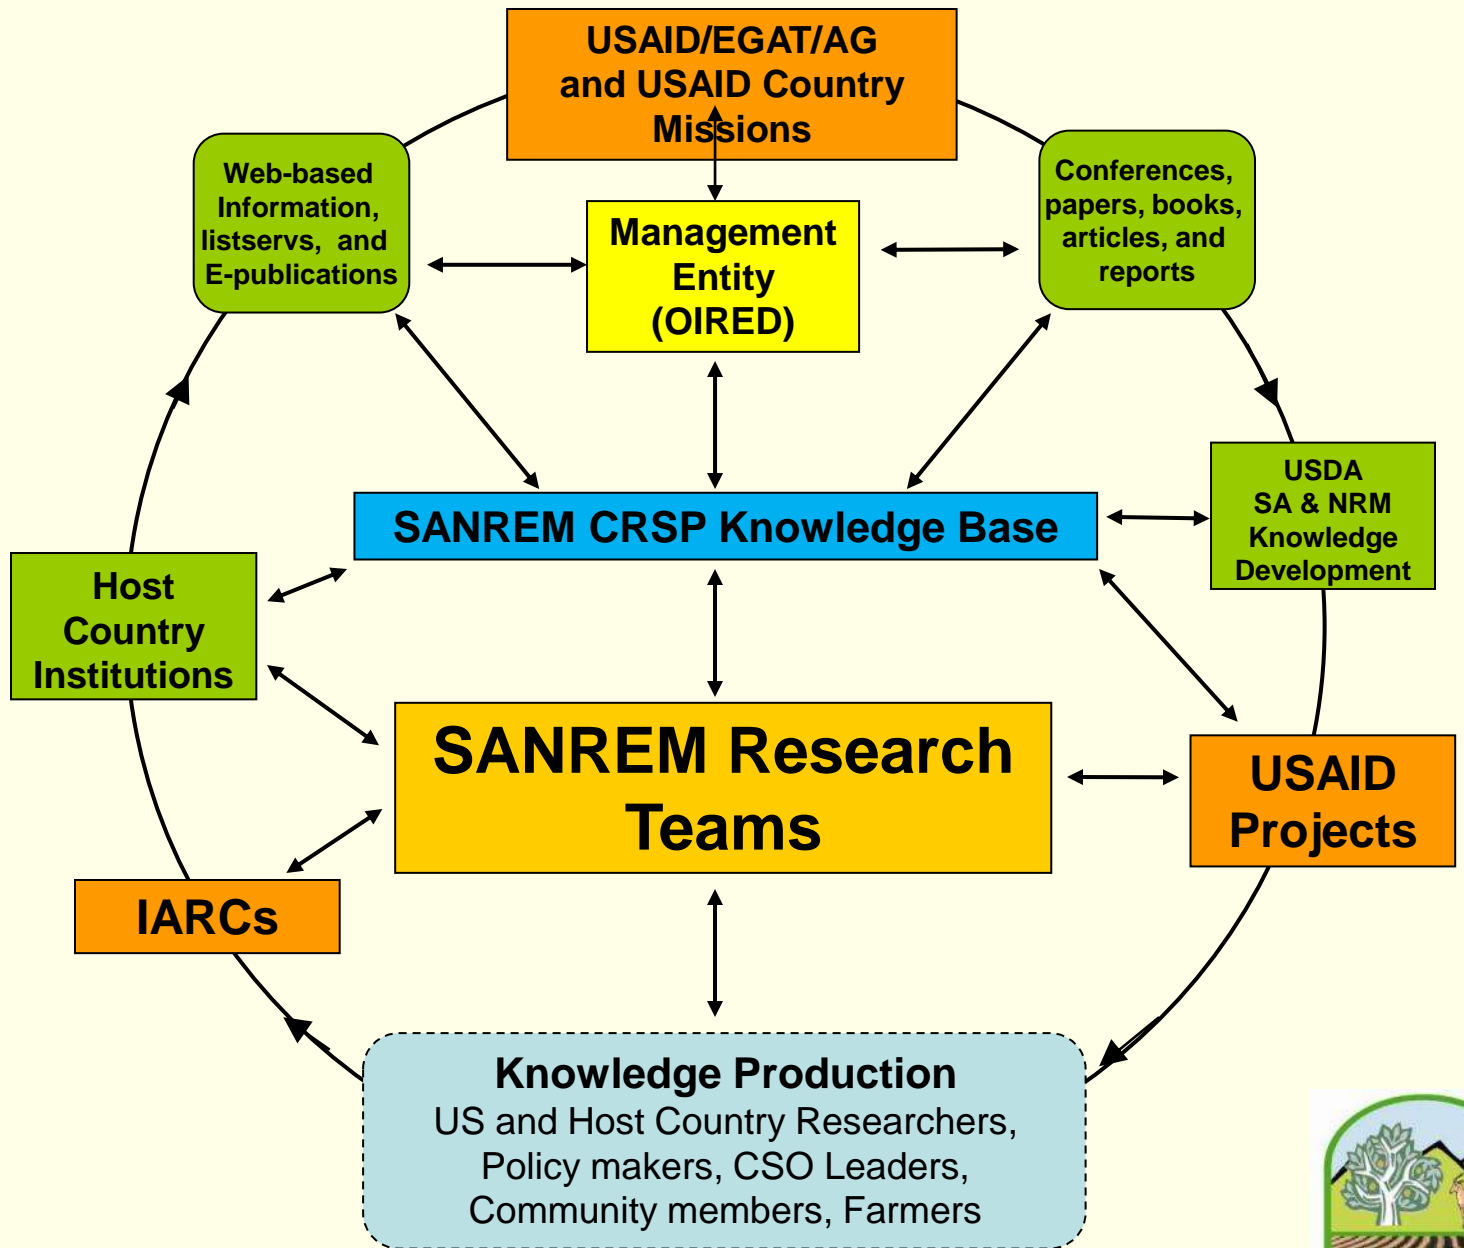 USAID/EGAT/AG
and USAID Country
Missions
Web-based
Information,
listservs, and
E-publications
Management
Entity
(OIRED)
Conferences,
papers, books,
articles, and
reports
SANREM CRSP Knowledge Base
USDA
SA & NRM
Knowledge
Development
Host
Country
Institutions
SANREM Research
Teams
USAID
Projects
IARCs
Knowledge Production
US and Host Country Researchers,
Policy makers, CSO Leaders,
Community members, Farmers